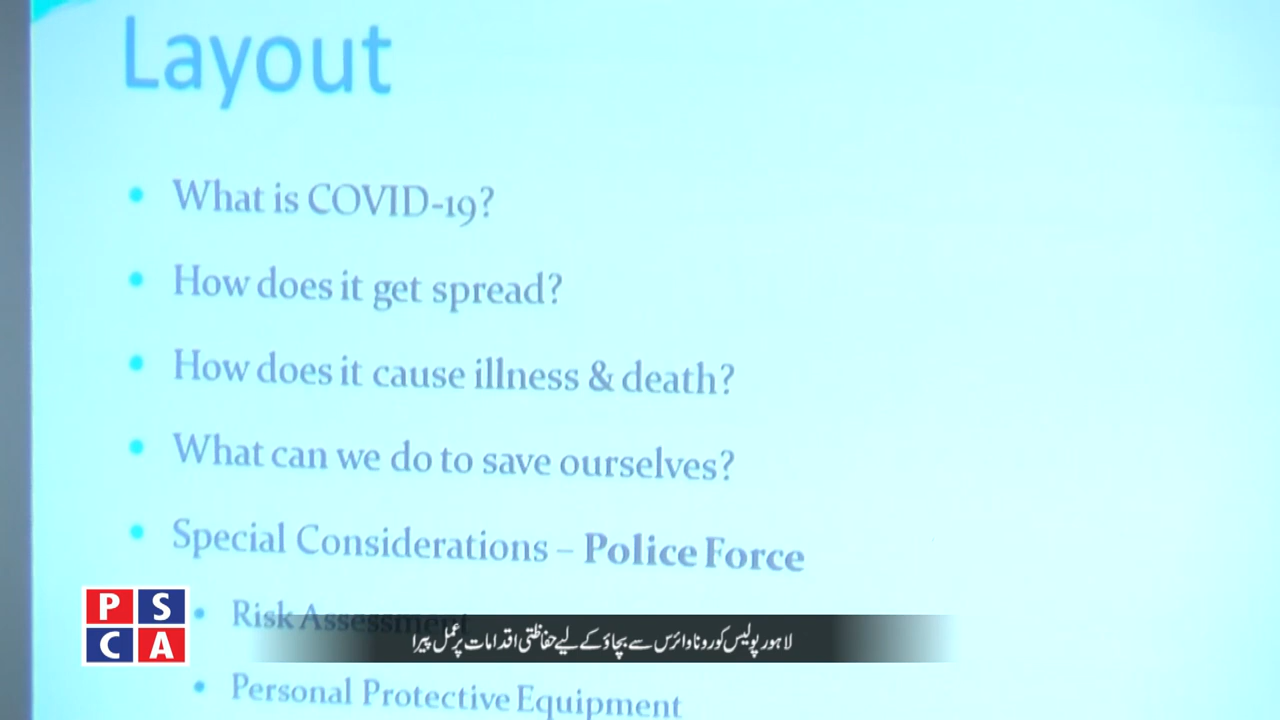 Layout
• What is COVID-19?
• How does it get spread?
• How does it cause illness & death?
• What can we do to save ourselves?
• Special Considerations – Police Force
• Risk Assessment
• Personal Protective Equipment
PSCA
لاہور پولیس کورونا وائرس سے بچاؤ کے لیے حفاظتی اقدامات پر عمل پیرا